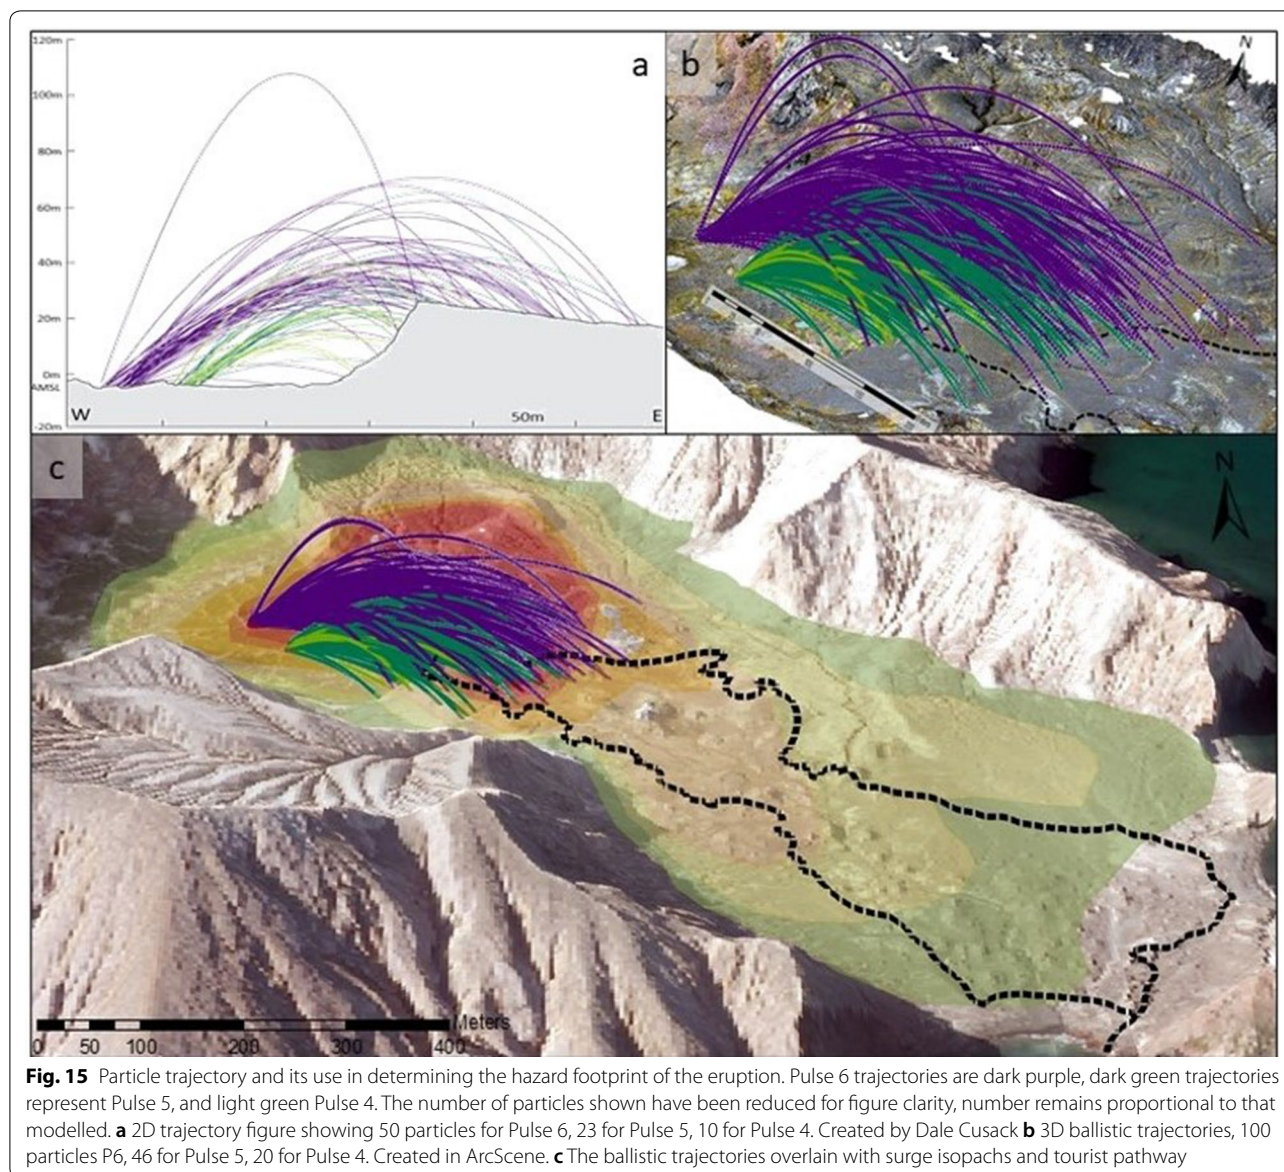 120m
a
b
N
100m
80m
60m
40m
20m
0m
AMSL
W
50m
E
-20m
c
N
Meters
0 50 100 200 300 400
Fig. 15 Particle trajectory and its use in determining the hazard footprint of the eruption. Pulse 6 trajectories are dark purple, dark green trajectories
represent Pulse 5, and light green Pulse 4. The number of particles shown have been reduced for figure clarity, number remains proportional to that
modelled. a 2D trajectory figure showing 50 particles for Pulse 6, 23 for Pulse 5, 10 for Pulse 4. Created by Dale Cusack b 3D ballistic trajectories, 100
particles P6, 46 for Pulse 5, 20 for Pulse 4. Created in ArcScene. c The ballistic trajectories overlain with surge isopachs and tourist pathway